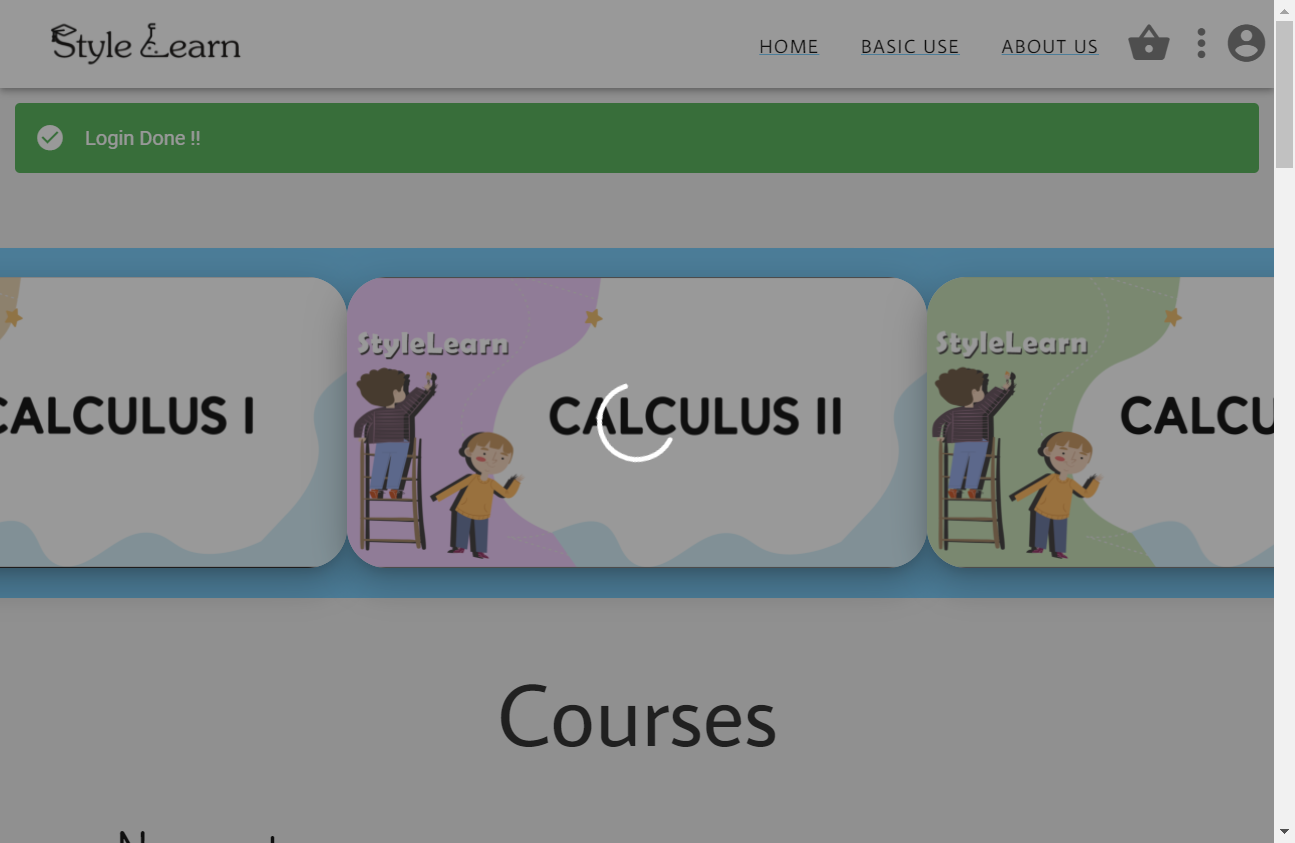 Style Learn
HOME
BASIC USE
ABOUT US
Login Done !!
CALCULUS I
StyleLearn
CALCULUS II
StyleLearn
CALCU
Courses